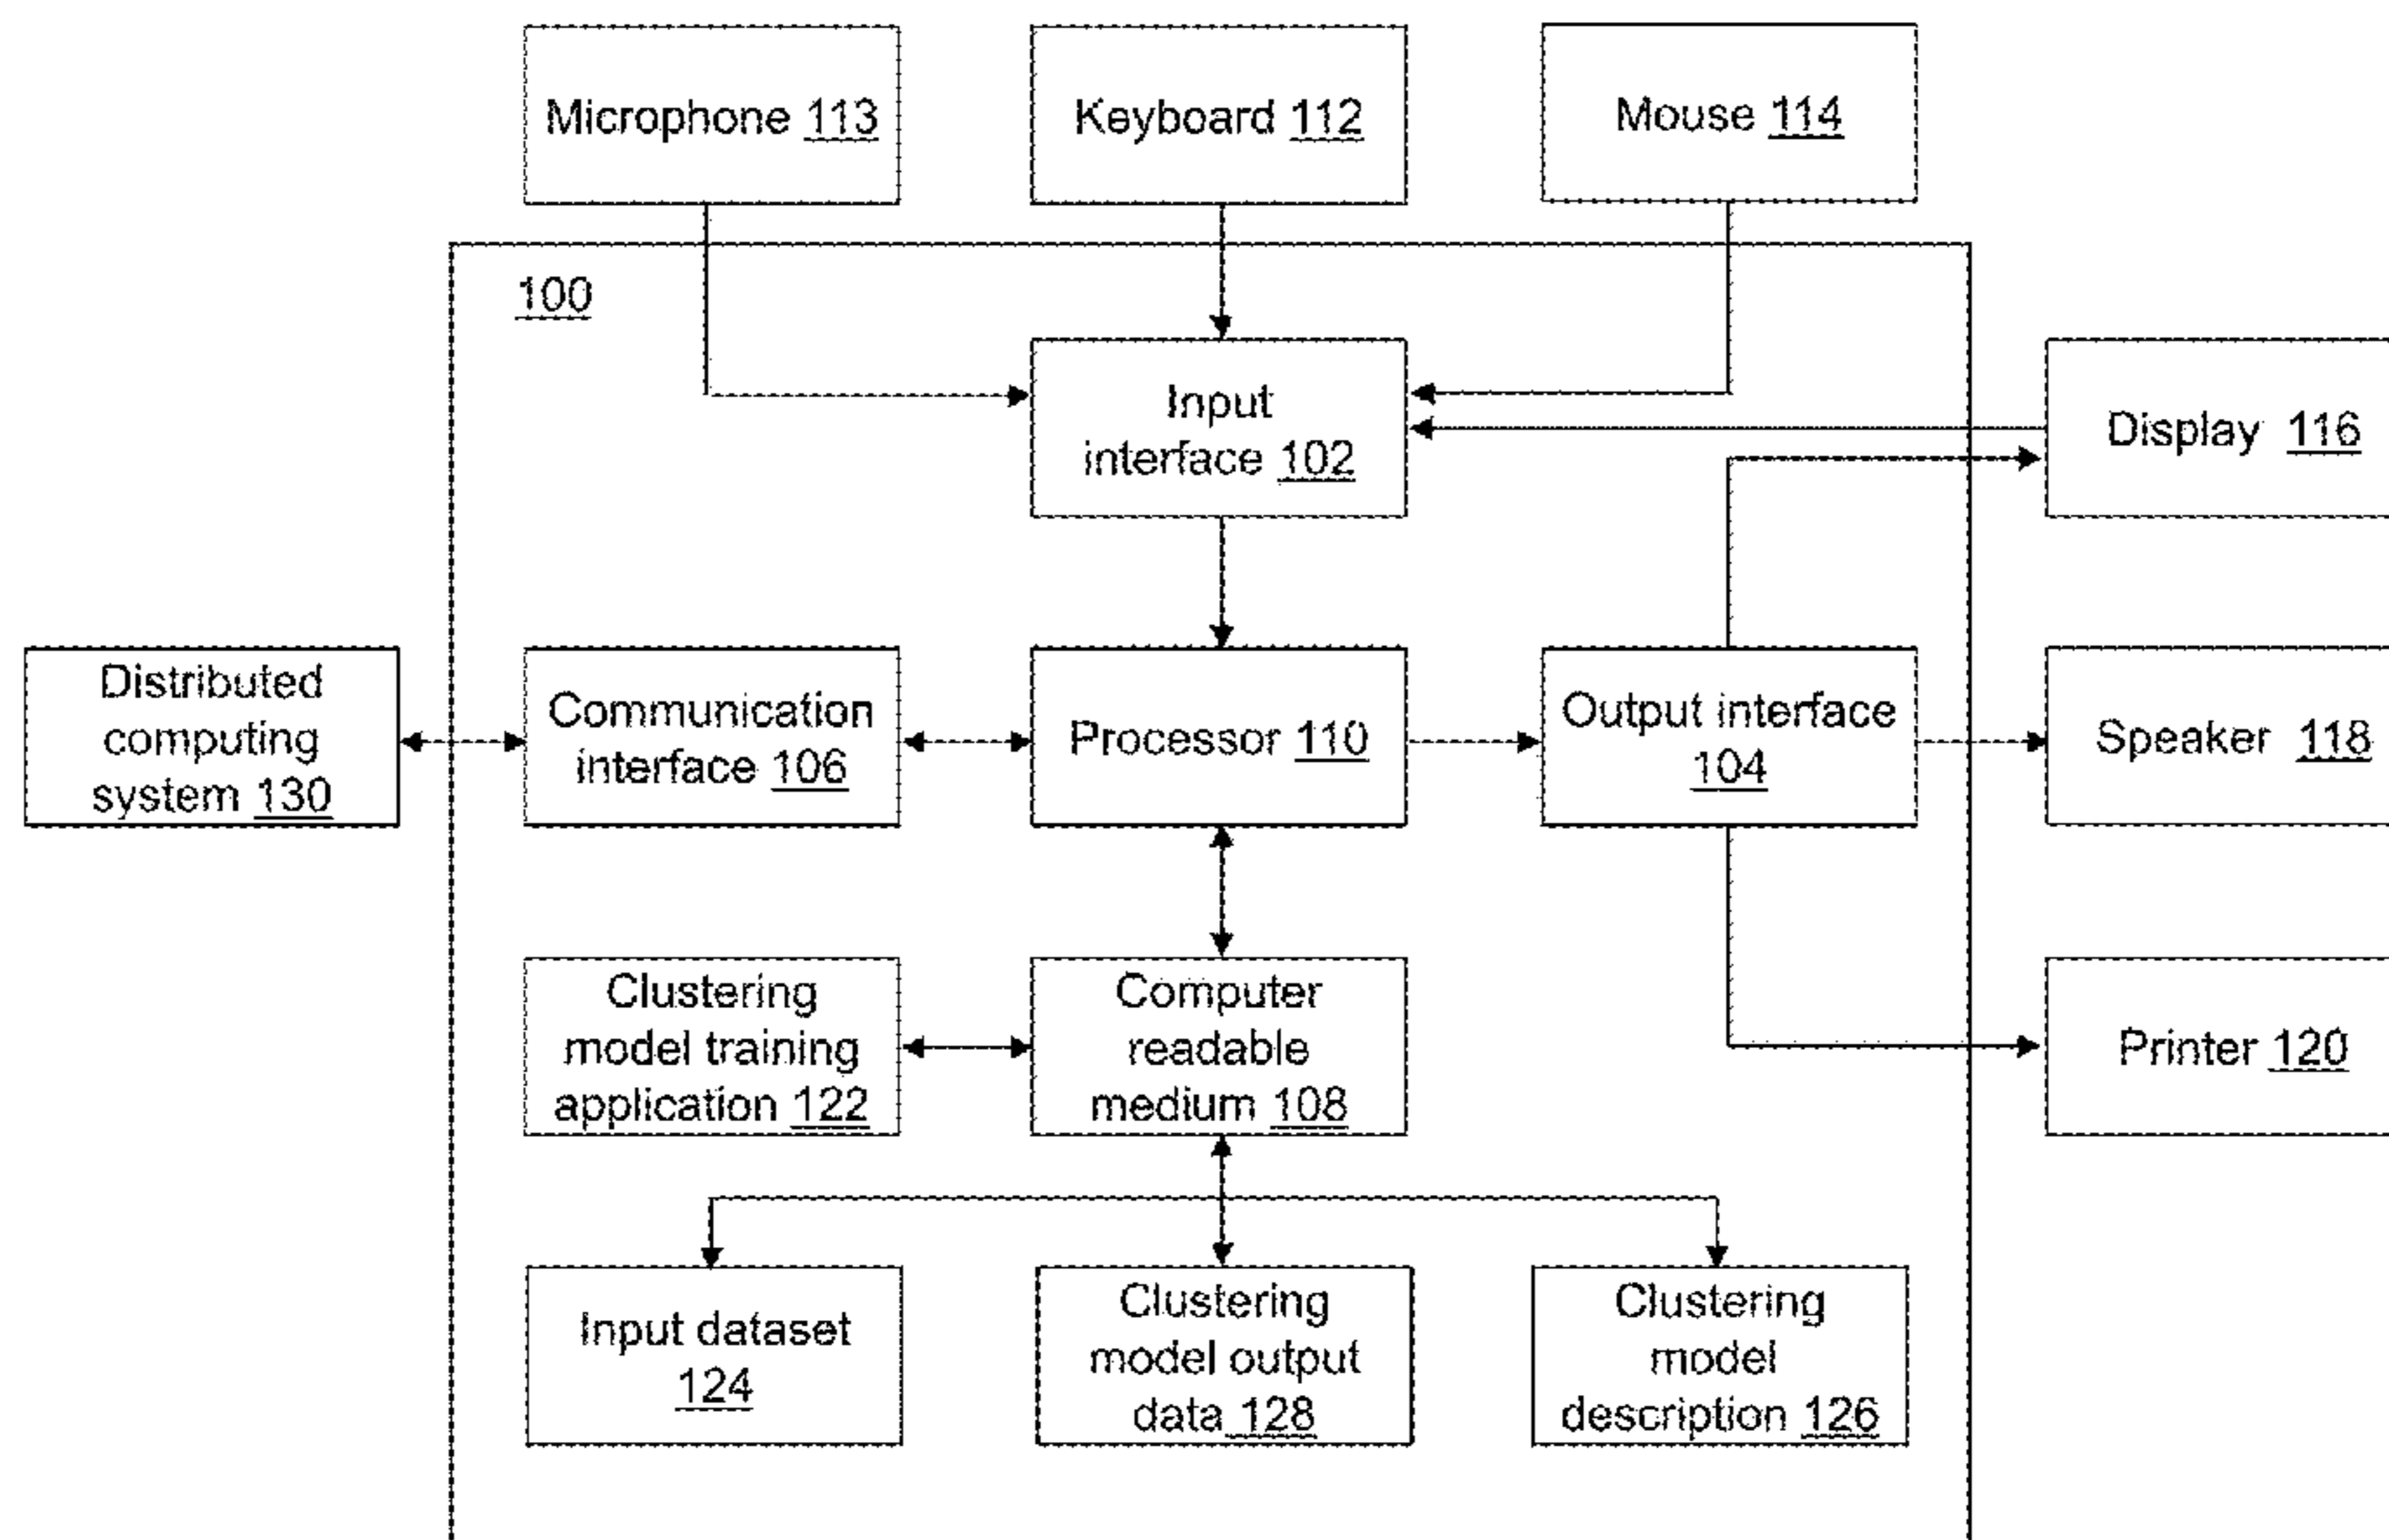 Microphone 113
Keyboard 112
Mouse 114
100
Input
interface 102
Display 116
Distributed
computing
system 130
Communication
interface 106
Processor 110
Output interface
104
Speaker 118
Clustering
model training
application 122
Computer
readable
medium 108
Printer 120
Input dataset
124
Clustering
model output
data 128
Clustering
model
description 126